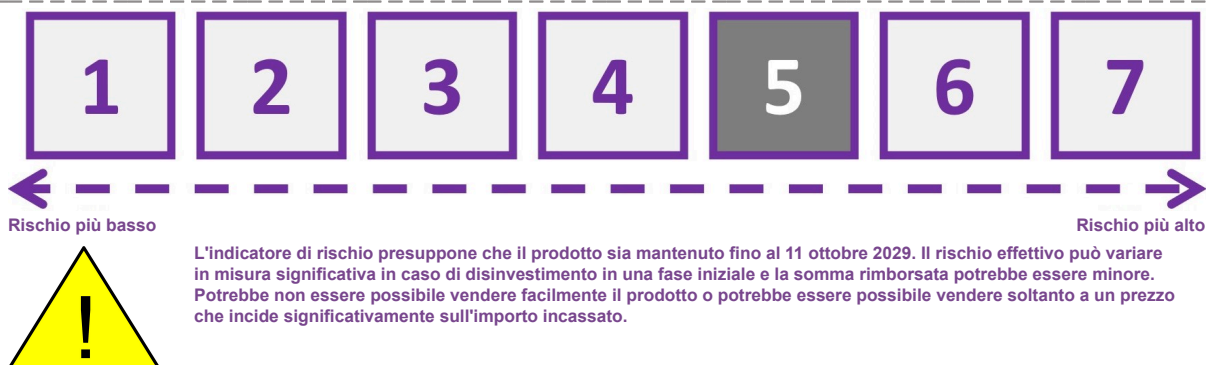 1 2 3 4 5 6 7
Rischio più basso Rischio più alto
L'indicatore di rischio presuppone che il prodotto sia mantenuto fino al 11 ottobre 2029. Il rischio effettivo può variare
in misura significativa in caso di disinvestimento in una fase iniziale e la somma rimborsata potrebbe essere minore.
Potrebbe non essere possibile vendere facilmente il prodotto o potrebbe essere possibile vendere soltanto a un prezzo
che incide significativamente sull'importo incassato.
!